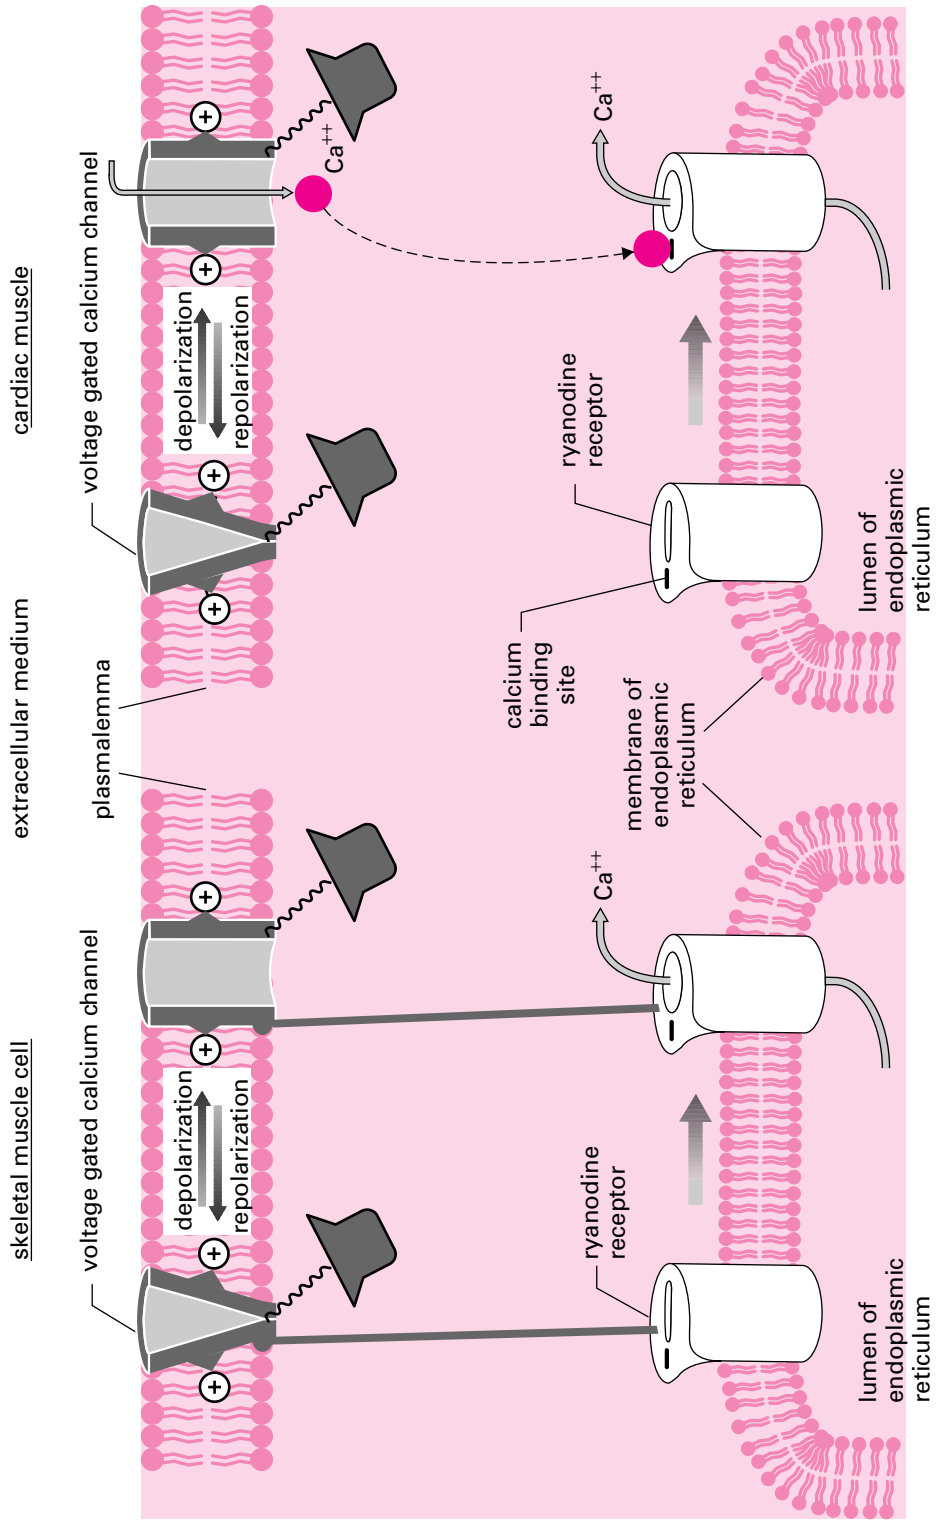 skeletal muscle cell
extracellular medium
cardiac muscle
voltage gated calcium channel
plasmalemma
voltage gated calcium channel
+
+
depolarization
repolarization
+
+
+
+
depolarization
repolarization
+
+
Ca++
ryanodine
receptor
Ca++
membrane of
endoplasmic
reticulum
calcium
binding
site
ryanodine
receptor
Ca++
lumen of
endoplasmic
reticulum
lumen of
endoplasmic
reticulum